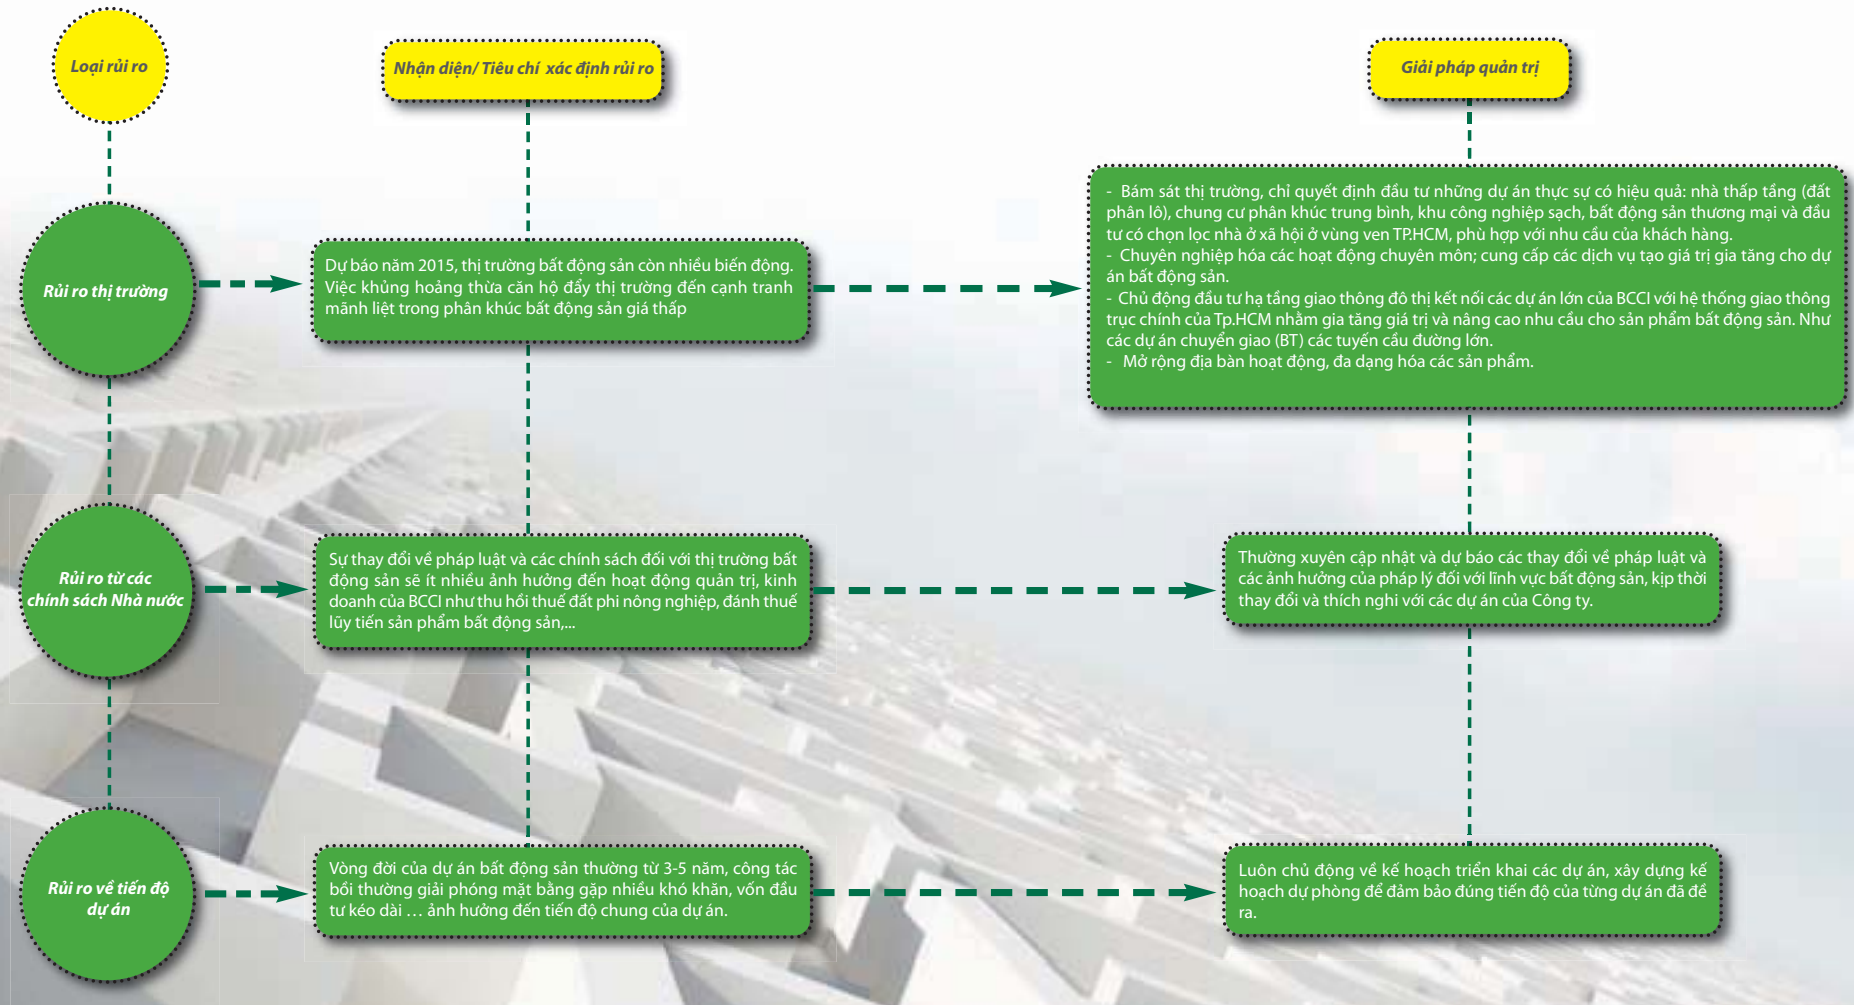 Loại rủi ro
Nhận diện/ Tiêu chí xác định rủi ro
Giải pháp quản trị
Rủi ro thị trường
Dự báo năm 2015, thị trường bất động sản còn nhiều biến động.
Việc khủng hoảng thừa căn hộ đẩy thị trường đến cạnh tranh
mãnh liệt trong phân khúc bất động sản giá thấp
- Bám sát thị trường, chỉ quyết định đầu tư những dự án thực sự có hiệu quả: nhà thấp tầng (đất
phân lô), chung cư phân khúc trung bình, khu công nghiệp sạch, bất động sản thương mại và đầu
tư có chọn lọc nhà ở xã hội ở vùng ven TP.HCM, phù hợp với nhu cầu của khách hàng.
- Chuyên nghiệp hóa các hoạt động chuyên môn; cung cấp các dịch vụ tạo giá trị gia tăng cho dự
án bất động sản.
- Chủ động đầu tư hạ tầng giao thông đô thị kết nối các dự án lớn của BCCI với hệ thống giao thông
trục chính của Tp.HCM nhằm gia tăng giá trị và nâng cao nhu cầu cho sản phẩm bất động sản. Như
các dự án chuyển giao (BT) các tuyến cầu đường lớn.
- Mở rộng địa bàn hoạt động, đa dạng hóa các sản phẩm.
Rủi ro từ các
chính sách Nhà nước
Sự thay đổi về pháp luật và các chính sách đối với thị trường bất
động sản sẽ ít nhiều ảnh hưởng đến hoạt động quản trị, kinh
doanh của BCCI như thu hồi thuế đất phi nông nghiệp, đánh thuế
lũy tiến sản phẩm bất động sản,...
Thường xuyên cập nhật và dự báo các thay đổi về pháp luật và
các ảnh hưởng của pháp lý đối với lĩnh vực bất động sản, kịp thời
thay đổi và thích nghi với các dự án của Công ty.
Rủi ro về tiến độ
dự án
Vòng đời của dự án bất động sản thường từ 3-5 năm, công tác
bồi thường giải phóng mặt bằng gặp nhiều khó khăn, vốn đầu
tư kéo dài … ảnh hưởng đến tiến độ chung của dự án.
Luôn chủ động về kế hoạch triển khai các dự án, xây dựng kế
hoạch dự phòng để đảm bảo đúng tiến độ của từng dự án đã đề
ra.